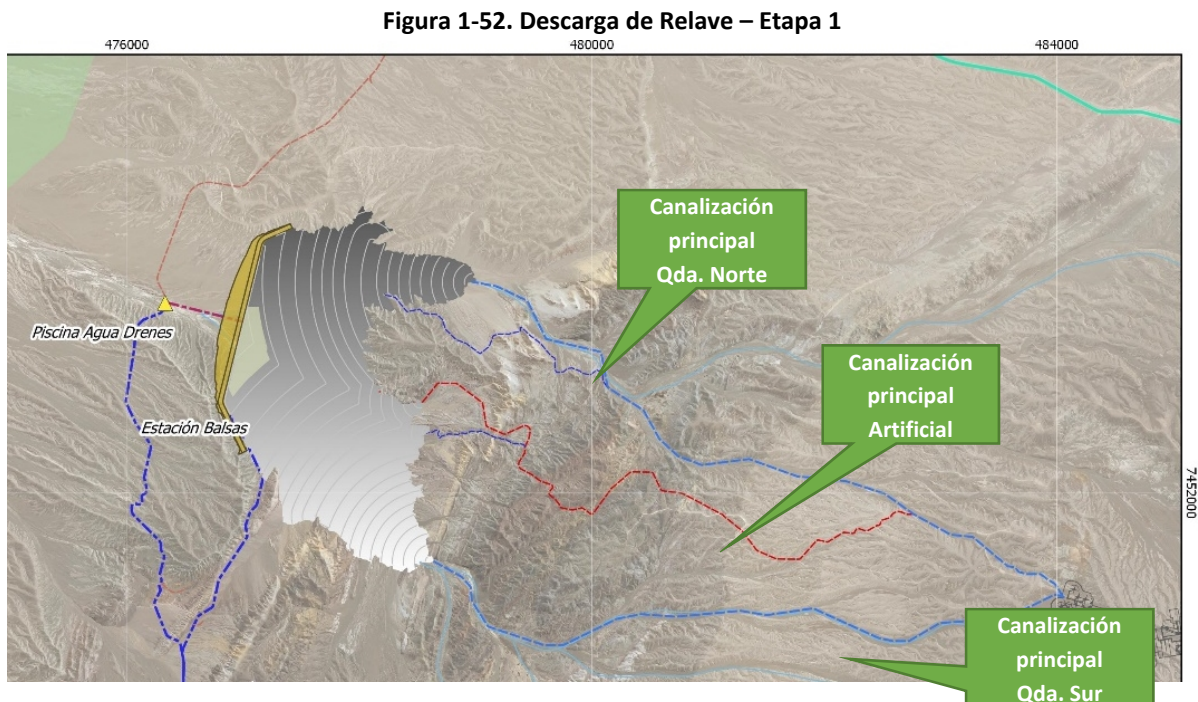 Figura 1-52. Descarga de Relave – Etapa 1
476000
480000
484000
Canalización
principal
Qda. Norte
Piscina Agua Drenes
Canalización
principal
Artificial
Estación Balsas
7452000
Canalización
principal
Qda. Sur